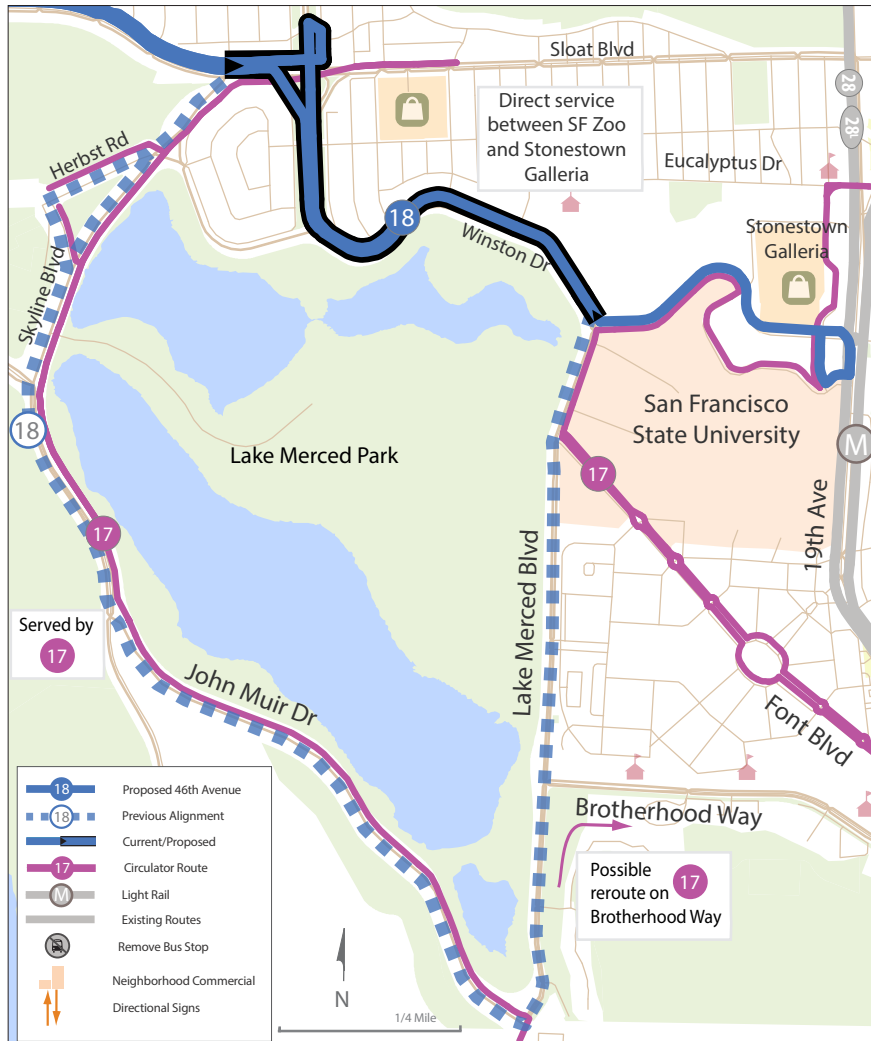 Sloat Blvd
28
28L
Direct service
between SF Zoo
and Stonestown
Galleria
Herbst Rd
Eucalyptus Dr
18
Winston Dr
Stonestown
Galleria
Skyline Blvd
18
San Francisco
State University
M
Lake Merced Park
17
17
19th Ave
Lake Merced Blvd
Served by
17
John Muir Dr
Font Blvd
Brotherhood Way
Possible
reroute on
Brotherhood Way
17
18 Proposed 46th Avenue
18 Previous Alignment
Current/Proposed
17 Circulator Route
M Light Rail
Existing Routes
Remove Bus Stop
Neighborhood Commercial
Directional Signs
N
1/4 Mile